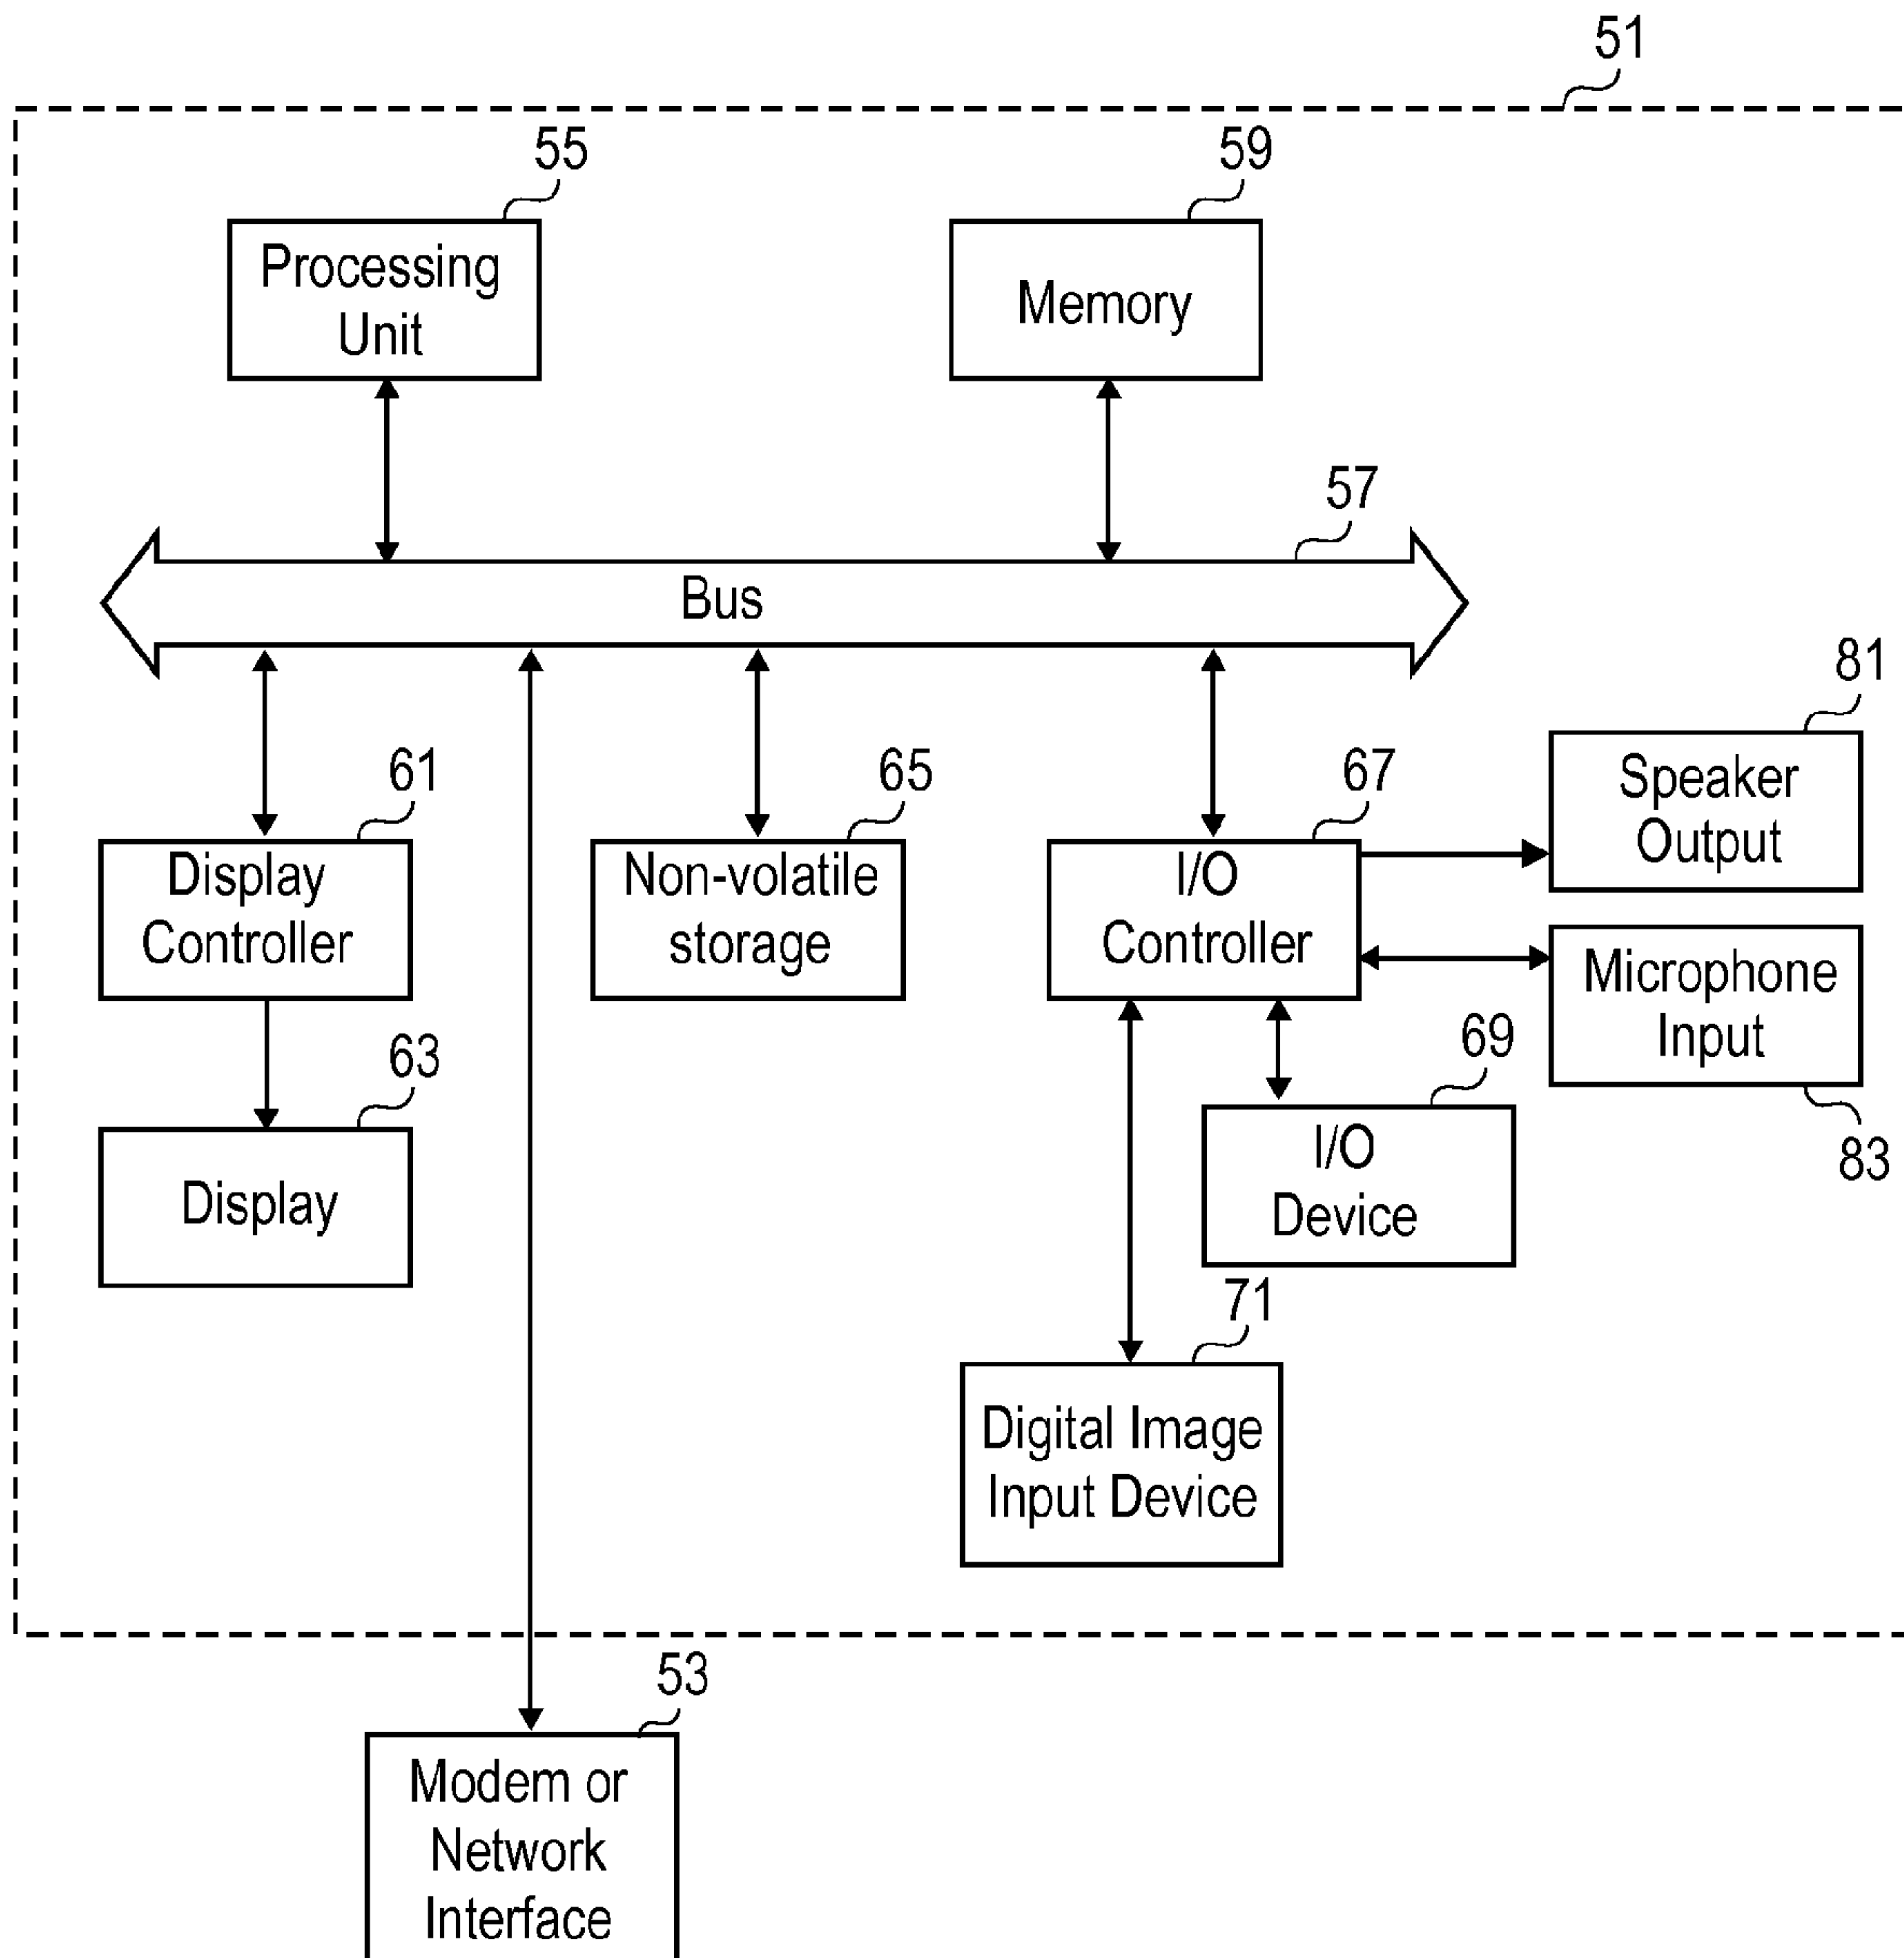 51
55
59
Processing
Unit
Memory
57
Bus
81
61
65
67
Speaker
Output
Display
Controller
Non-volatile
storage
I/O
Controller
Microphone
Input
63
69
83
Display
I/O
Device
71
Digital Image
Input Device
53
Modem or
Network
Interface